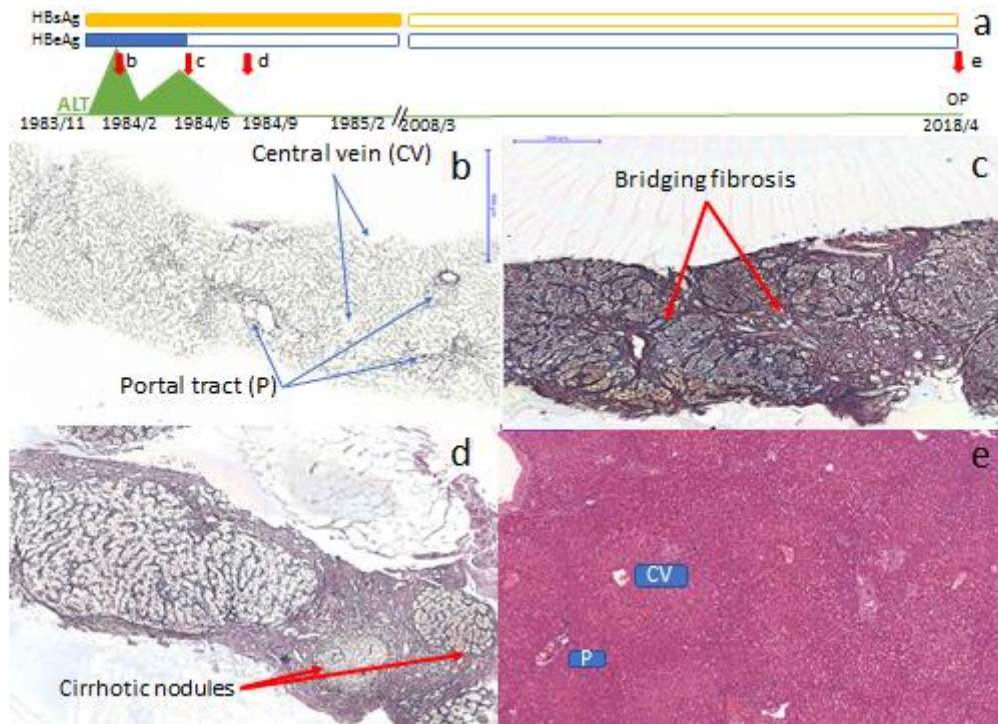 HBsAg
a
HBeAg
b
c
d
e
ALT
OP
1983/11
1984/2
1984/6
1984/9
1985/2
2008/3
2018/4
Central vein (CV)
b
Portal tract (P)
Bridging fibrosis
c
d
Cirrhotic nodules
e
CV
P